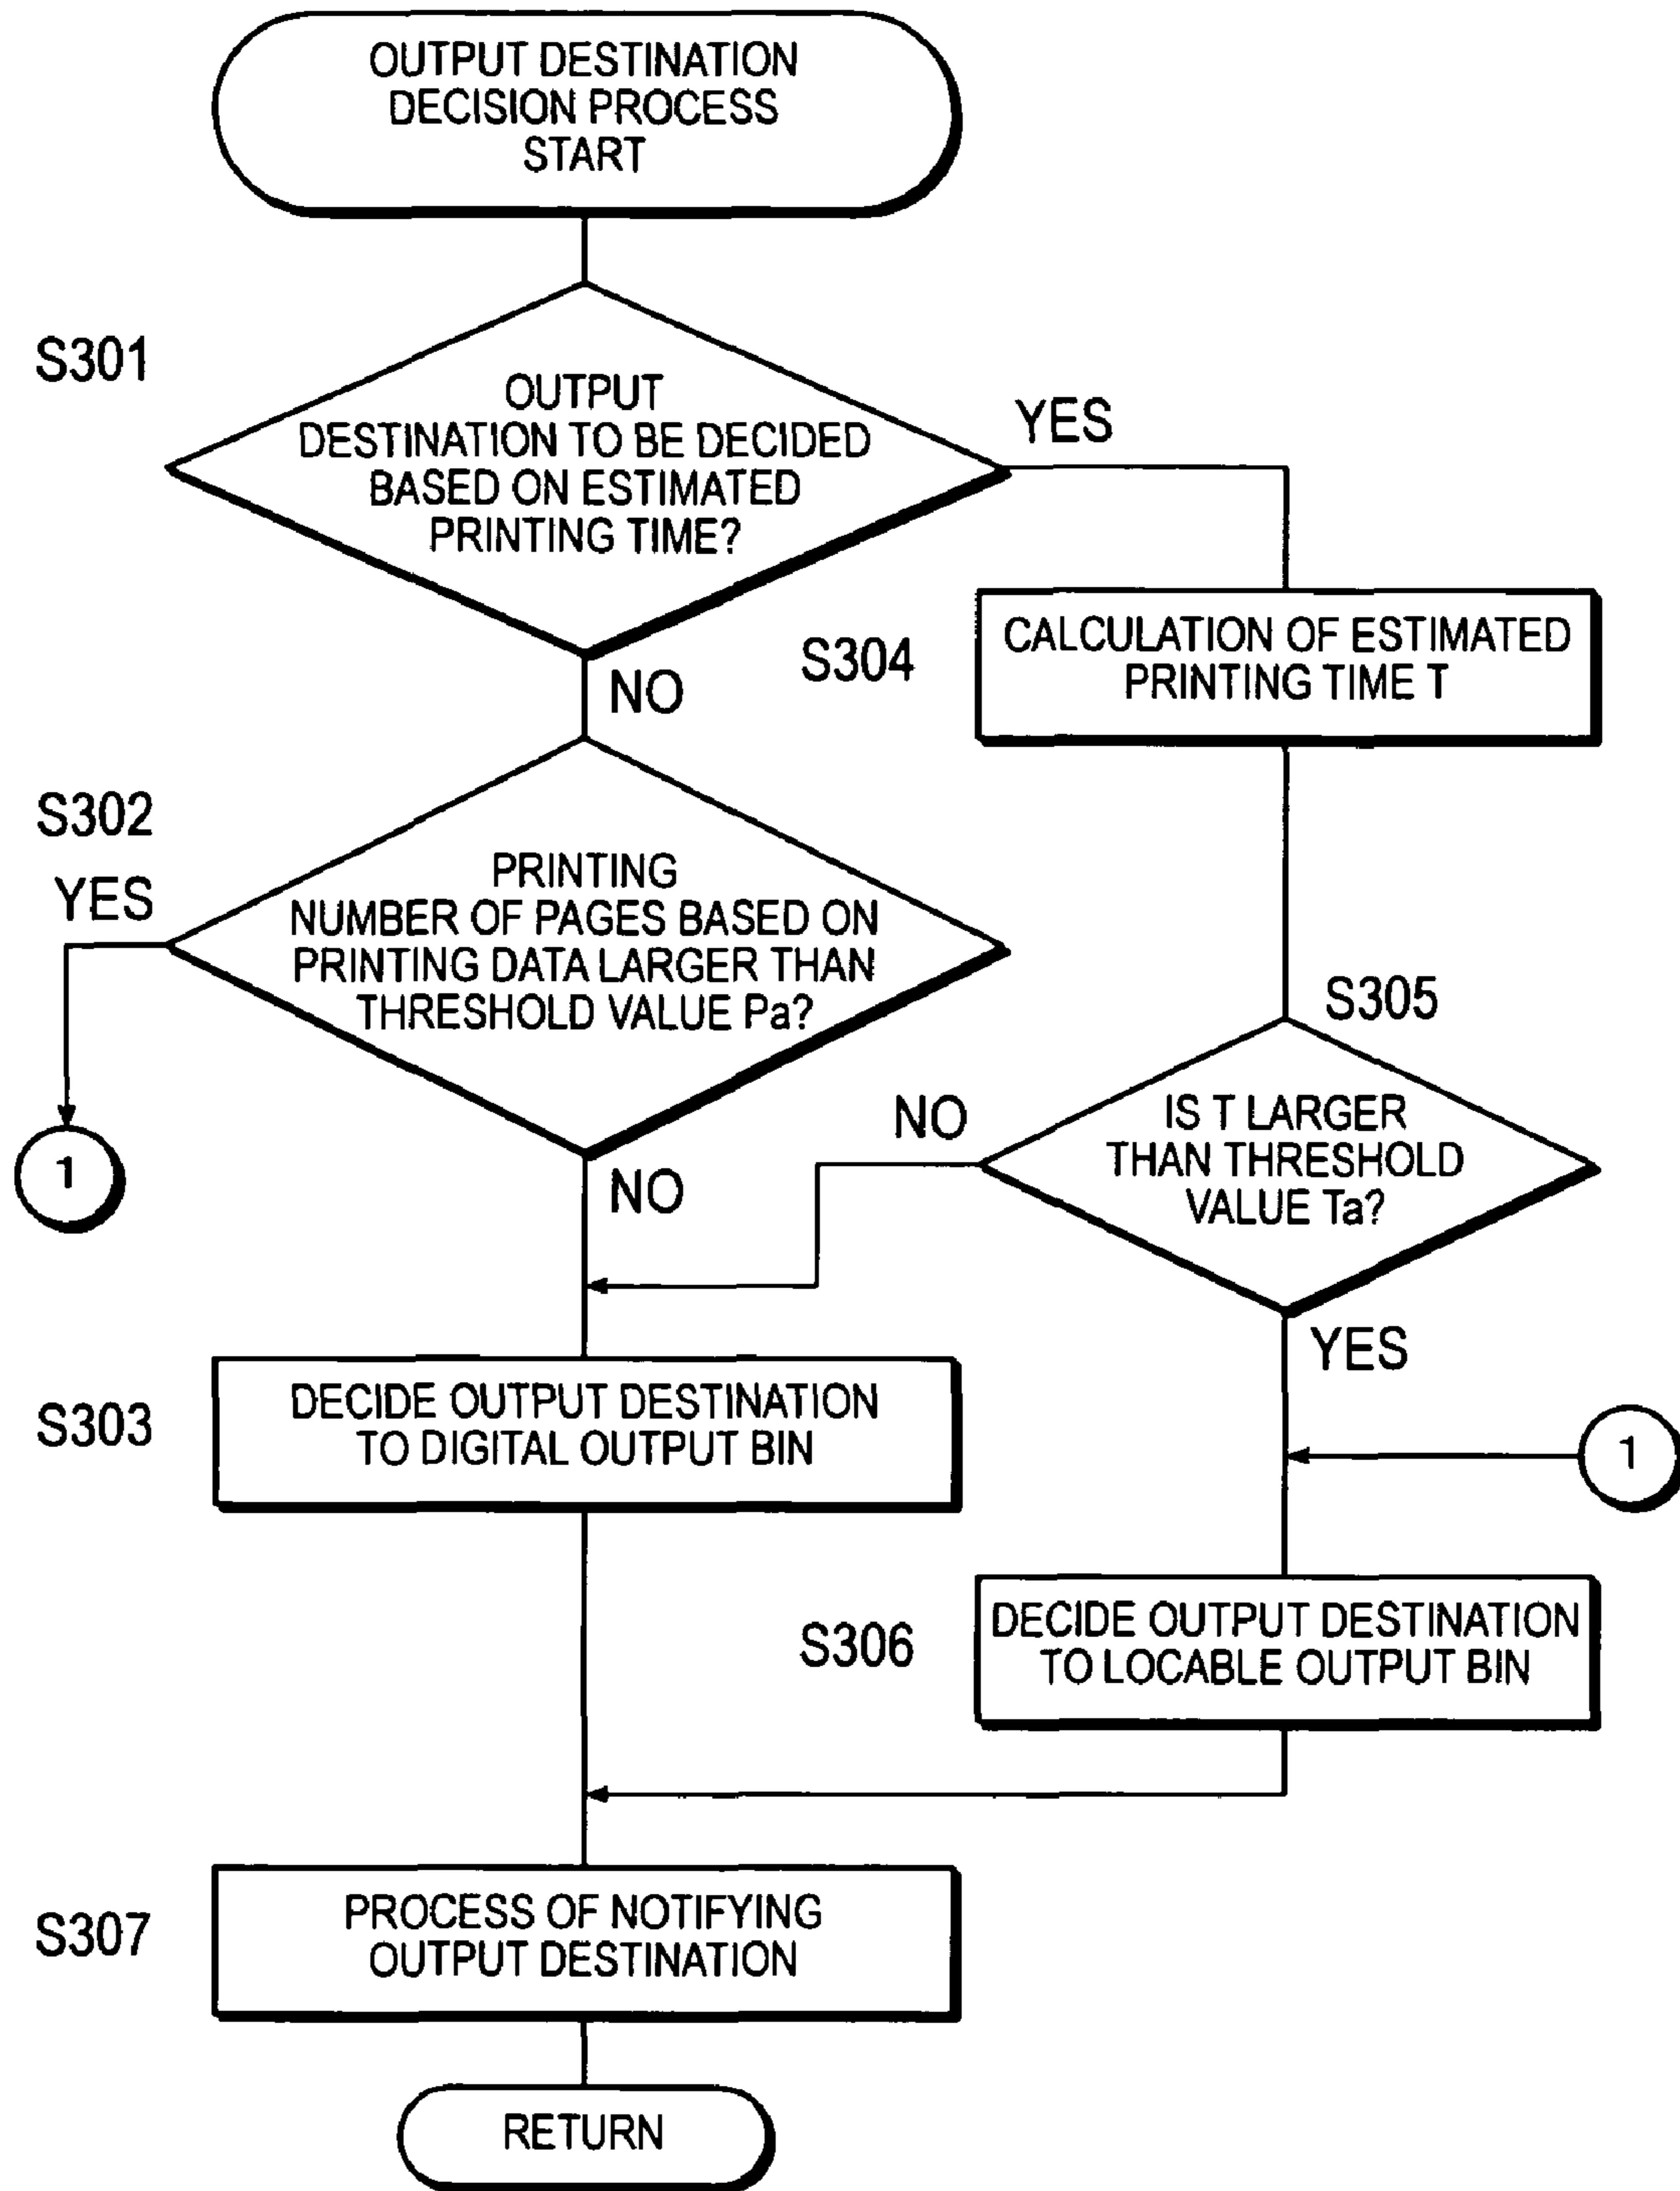 OUTPUT DESTINATION
DECISION PROCESS
START
S301
OUTPUT
DESTINATION TO BE DECIDED
BASED ON ESTIMATED
PRINTING TIME?
YES
NO
S304
CALCULATION OF ESTIMATED
PRINTING TIME T
S302
YES
PRINTING
NUMBER OF PAGES BASED ON
PRINTING DATA LARGER THAN
THRESHOLD VALUE Pa?
1
NO
S305
NO
IS T LARGER
THAN THRESHOLD
VALUE Ta?
YES
S303
DECIDE OUTPUT DESTINATION
TO DIGITAL OUTPUT BIN
1
S306
DECIDE OUTPUT DESTINATION
TO LOCABLE OUTPUT BIN
S307
PROCESS OF NOTIFYING
OUTPUT DESTINATION
RETURN